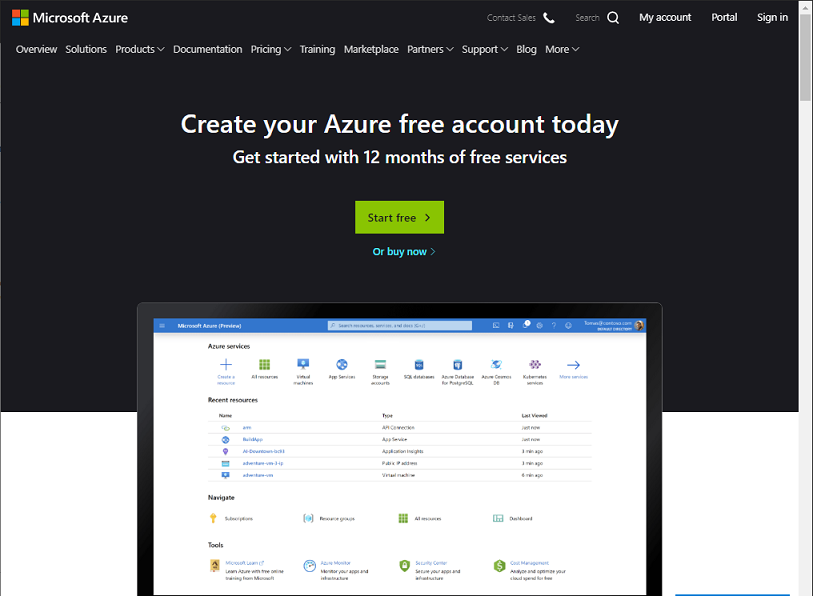 Microsoft Azure
Contact Sales
Search
My account
Portal
Sign in
Overview
Solutions
Products
Documentation
Pricing
Training
Marketplace
Partners
Support
Blog
More
Create your Azure free account today
Get started with 12 months of free services
Start free
Or buy now
Microsoft Azure (Preview)
Search resources, services, and docs (G+/)
Tomas@contoso.com
DEFAULT DIRECTORY
Azure services
Create a resource
All resources
Virtual machines
App Services
Storage accounts
SQL databases
Azure Database for PostgreSQL
Azure Cosmos DB
Kubernetes services
More services
Recent resources
Name Type Last Viewed
arm API Connection Just now
BuildApp App Service Just now
Application Insights 3 min ago
adventure-vm-3-ip Public IP address 3 min ago
adventure-vm Virtual machine 6 min ago
Navigate
Subscriptions
Resource groups
All resources
Dashboard
Tools
Microsoft Learn
Learn Azure with free online
training from Microsoft
Azure Monitor
Monitor your apps and
infrastructure
Security Center
Secure your apps and
infrastructure
Cost Management
Analyze and optimize your
cloud spend for free